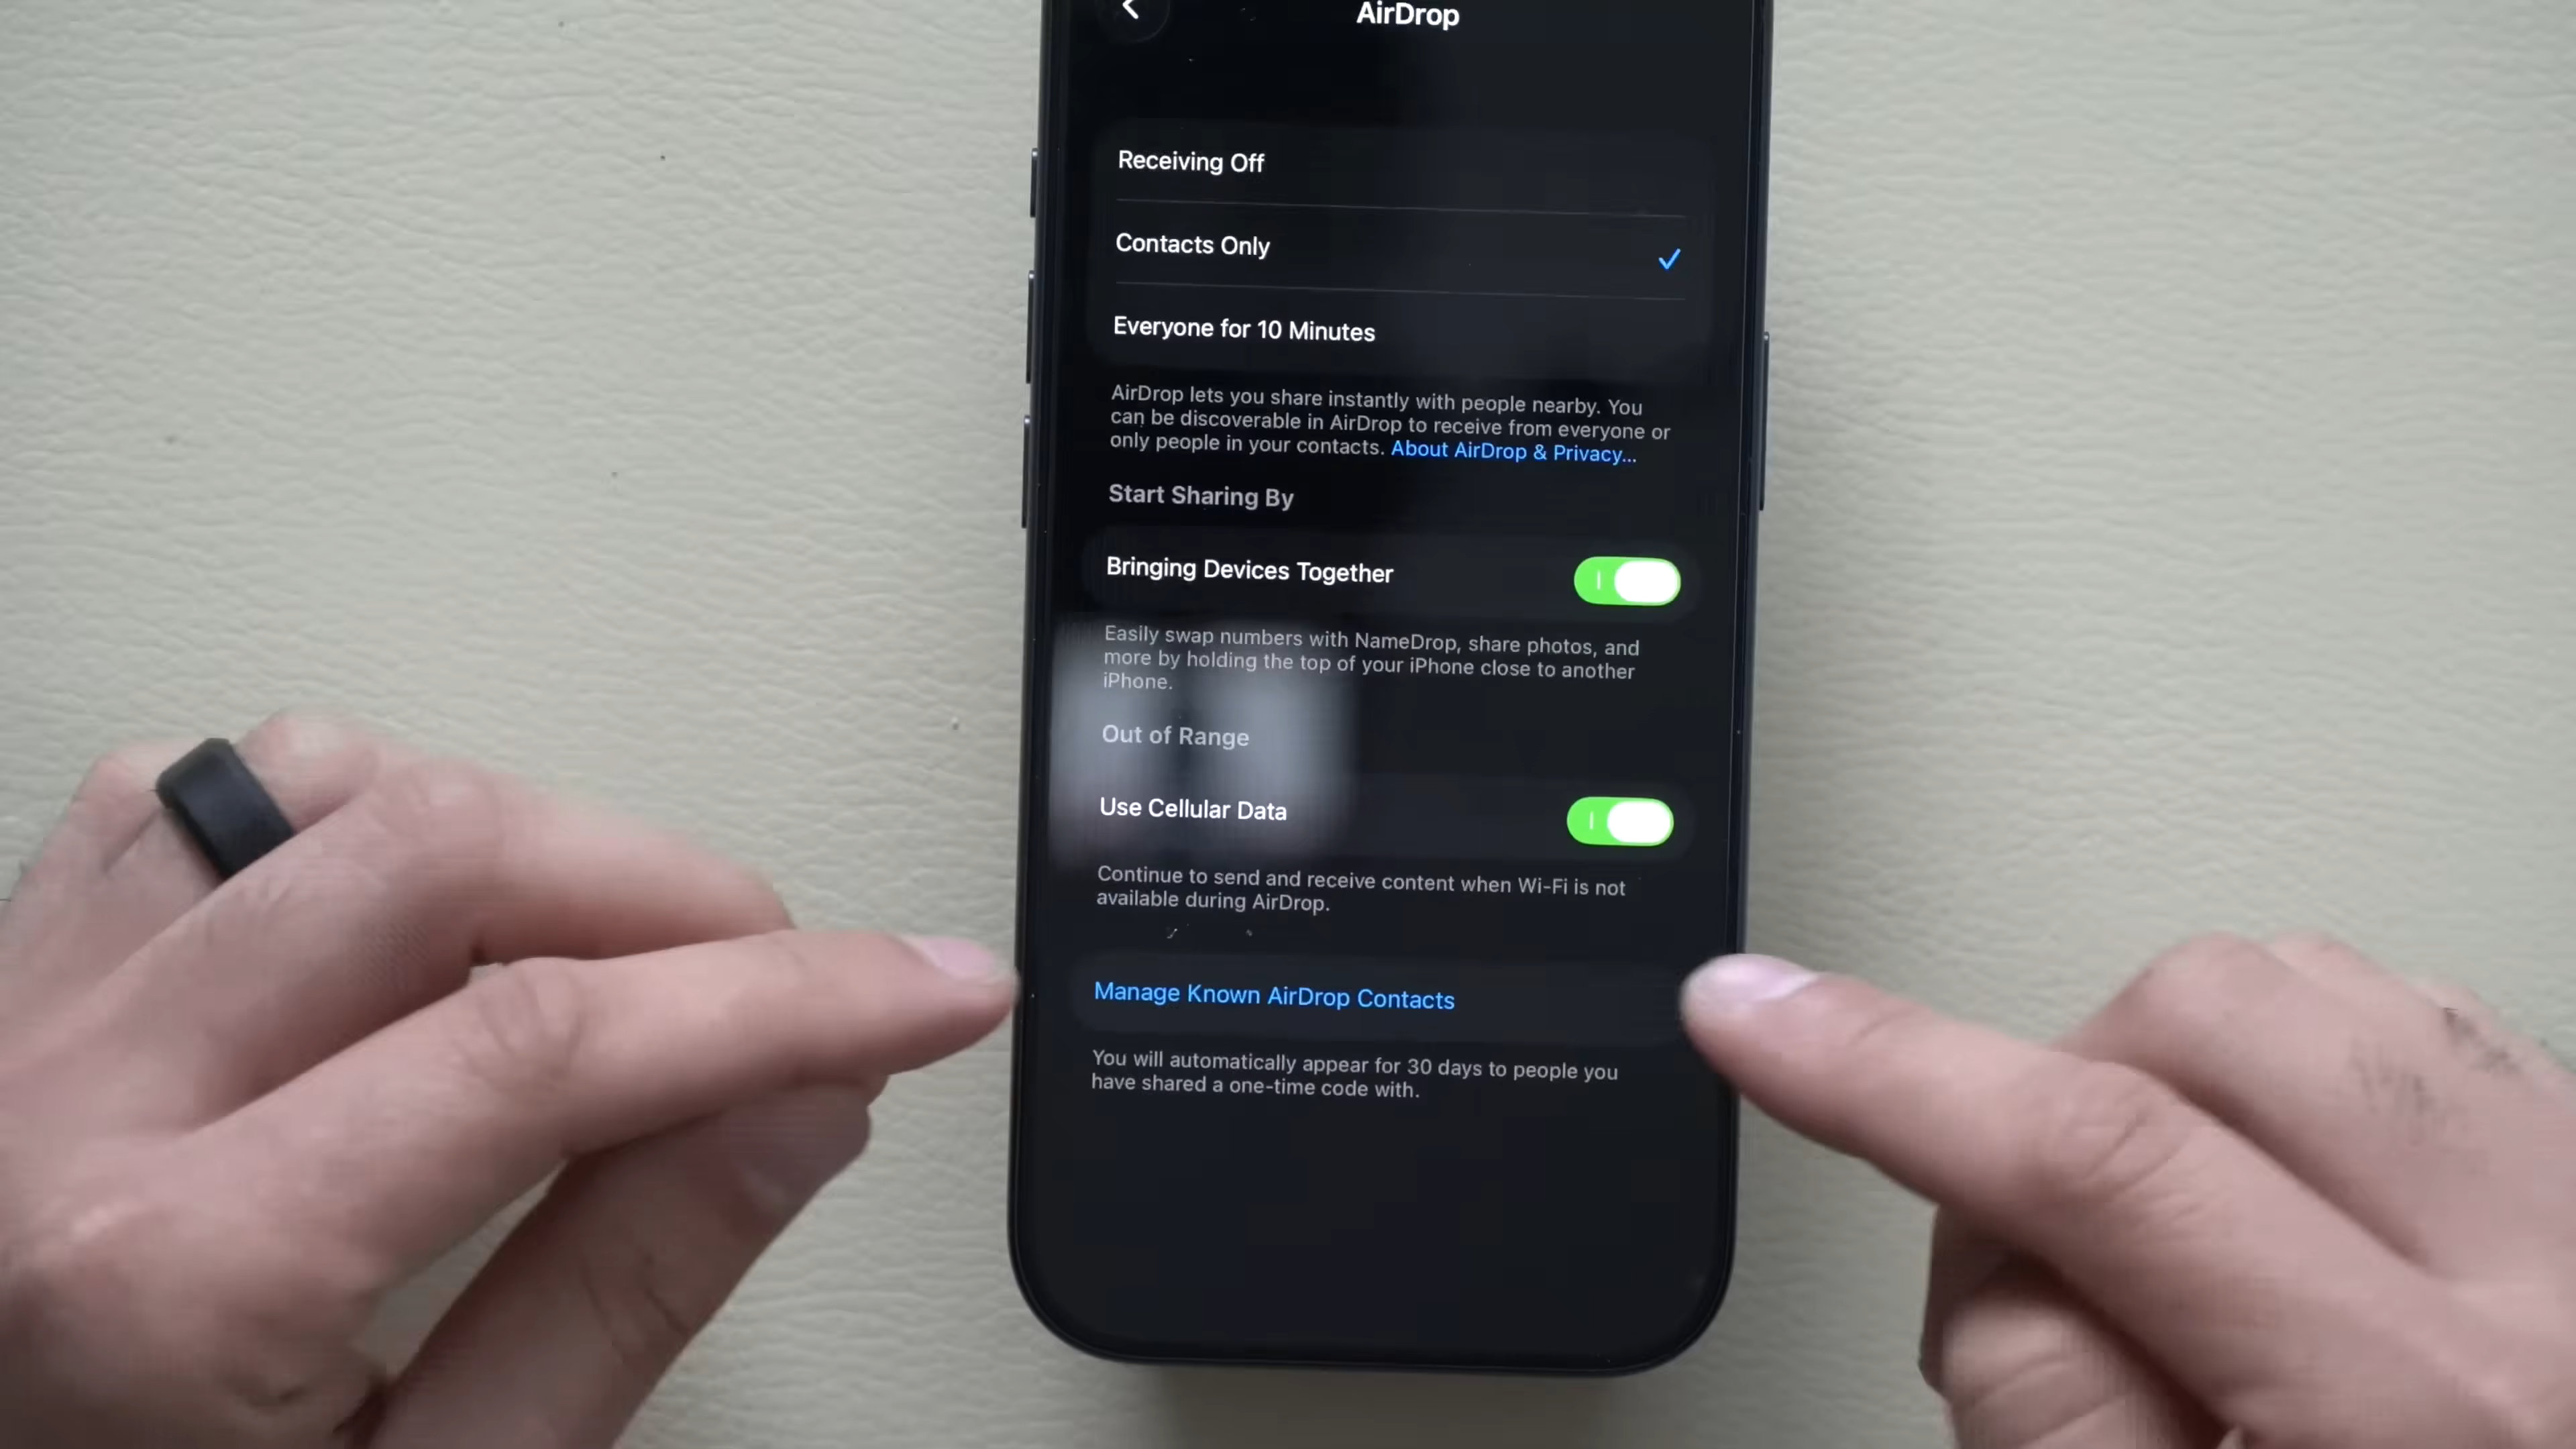 AirDrop
Receiving Off
Contacts Only
Everyone for 10 Minutes
AirDrop lets you share instantly with people nearby. You
can be discoverable in AirDrop to receive from everyone or
only people in your contacts. About AirDrop & Privacy...
Start Sharing By
Bringing Devices Together
Easily swap numbers with NameDrop, share photos, and
more by holding the top of your iPhone close to another
iPhone.
Out of Range
Use Cellular Data
Continue to send and receive content when Wi-Fi is not
available during AirDrop.
Manage Known AirDrop Contacts
You will automatically appear for 30 days to people you
have shared a one-time code with.